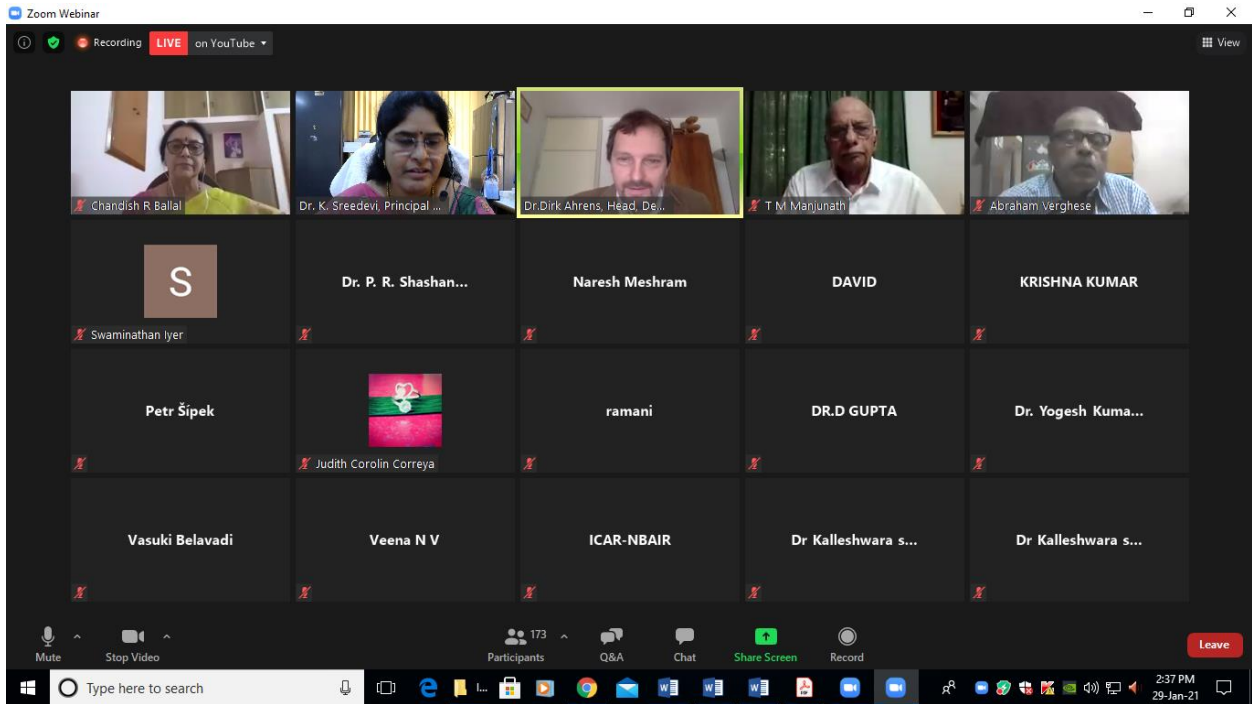 Zoom Webinar
Recording LIVE on YouTube
View
Chandish R Ballal
Dr. K. Sreedevi, Principal ...
Dr.Dirk Ahrens, Head, De...
T M Manjunath
Abraham Verghese
S
Swaminathan Iyer
Dr. P. R. Shashan...
Naresh Meshram
DAVID
KRISHNA KUMAR
Petr Šípek
Judith Corolin Correya
ramani
DR.D GUPTA
Dr. Yogesh Kuma...
Vasuki Belavadi
Veena N V
ICAR-NBAIR
Dr Kalleshwara s...
Dr Kalleshwara s...
Mute
Stop Video
173
Participants
Q&A
Chat
Share Screen
Record
Leave
Type here to search
I...
2:37 PM
29-Jan-21